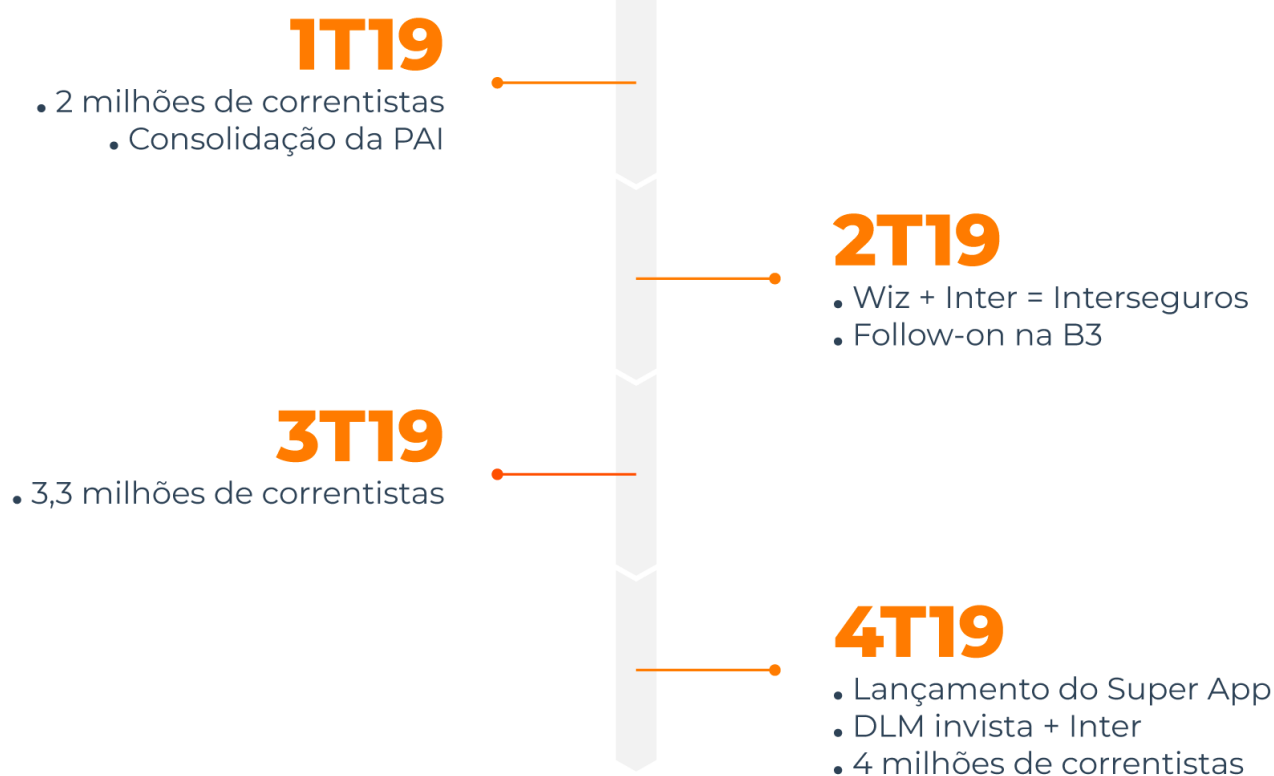 1T19
. 2 milhões de correntistas
. Consolidação da PAI
2T19
. Wiz + Inter = Interseguros
. Follow-on na B3
3T19
. 3,3 milhões de correntistas
4T19
. Lançamento do Super App
. DLM invista + Inter
. 4 milhões de correntistas